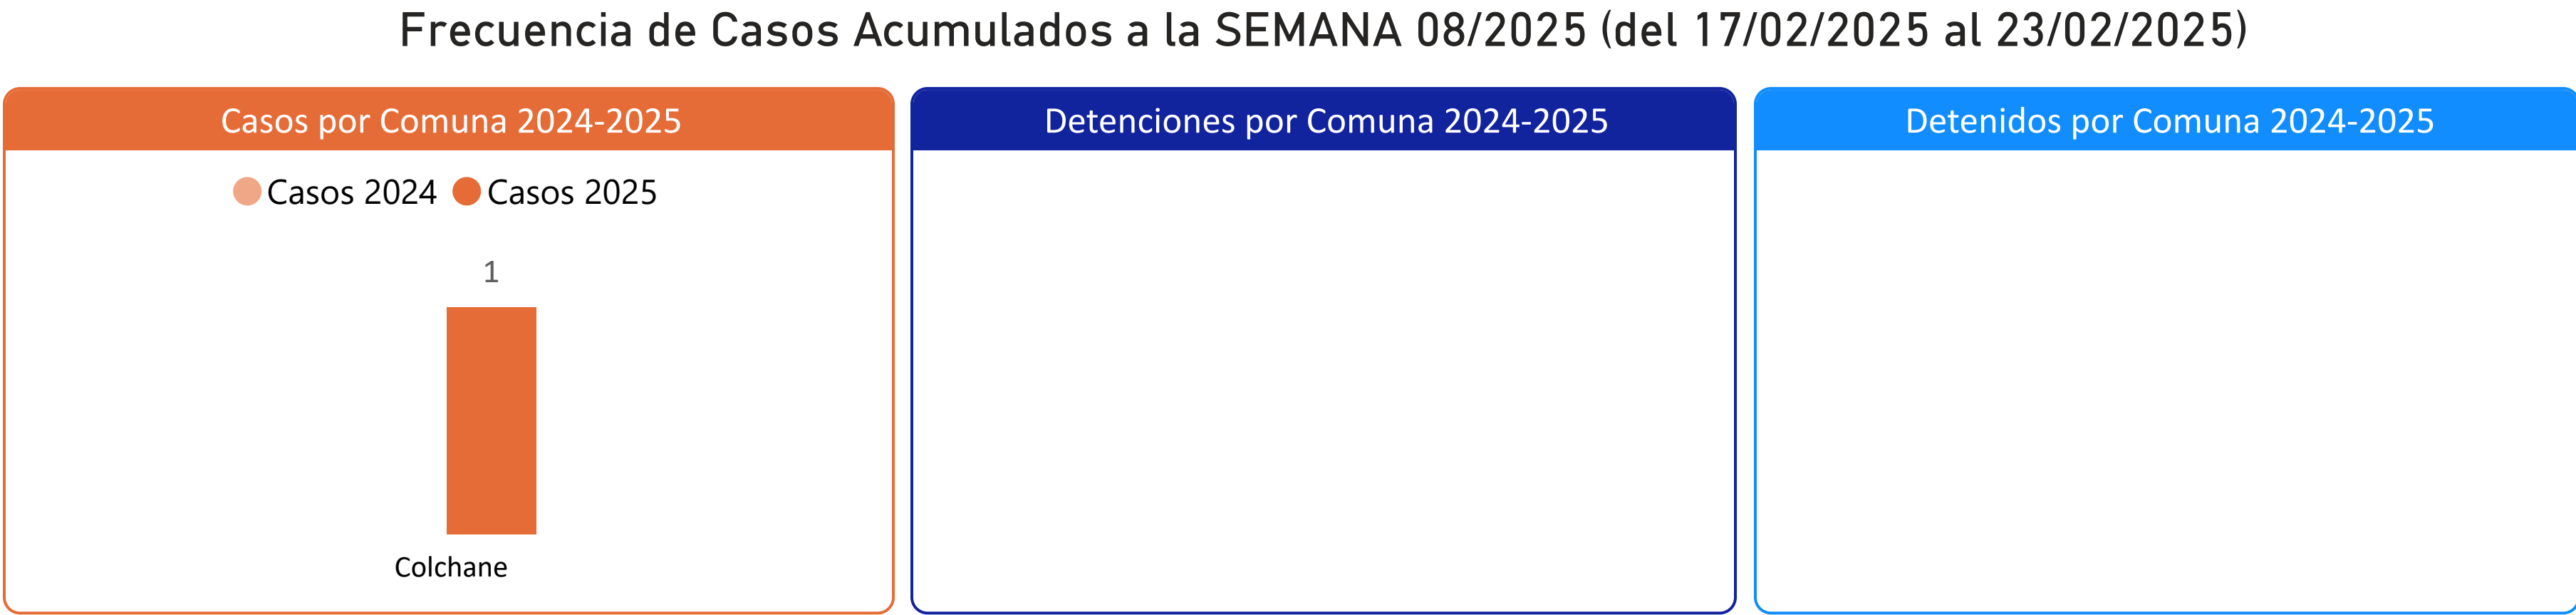 Frecuencia de Casos Acumulados a la SEMANA 08/2025 (del 17/02/2025 al 23/02/2025)
Casos por Comuna 2024-2025
Casos 2024 Casos 2025
1
Colchane
Detenciones por Comuna 2024-2025
Detenidos por Comuna 2024-2025